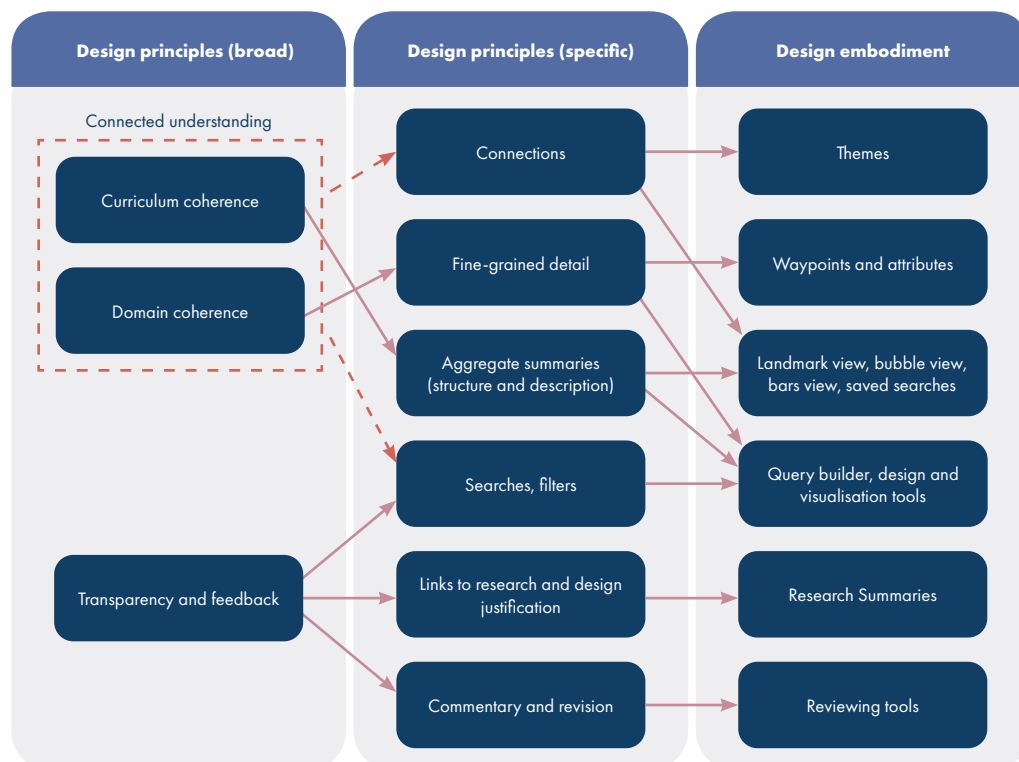 Design principles (broad)
Connected understanding
Curriculum coherence
Domain coherence
Transparency and feedback
Design principles (specific)
Connections
Fine-grained detail
Aggregate summaries
(structure and description)
Searches, filters
Links to research and design
justification
Commentary and revision
Design embodiment
Themes
Waypoints and attributes
Landmark view, bubble view,
bars view, saved searches
Query builder, design and
visualisation tools
Research Summaries
Reviewing tools